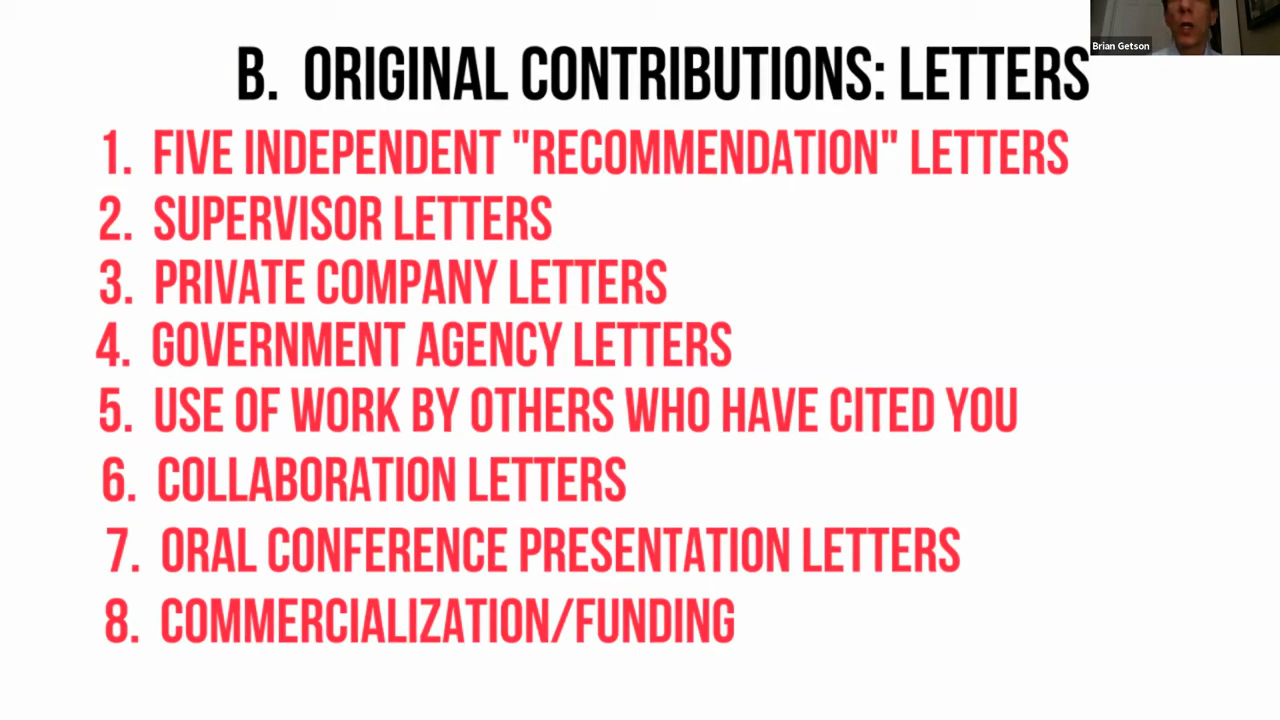 Brian Getson
B. ORIGINAL CONTRIBUTIONS: LETTERS
1. FIVE INDEPENDENT "RECOMMENDATION" LETTERS
2. SUPERVISOR LETTERS
3. PRIVATE COMPANY LETTERS
4. GOVERNMENT AGENCY LETTERS
5. USE OF WORK BY OTHERS WHO HAVE CITED YOU
6. COLLABORATION LETTERS
7. ORAL CONFERENCE PRESENTATION LETTERS
8. COMMERCIALIZATION/FUNDING